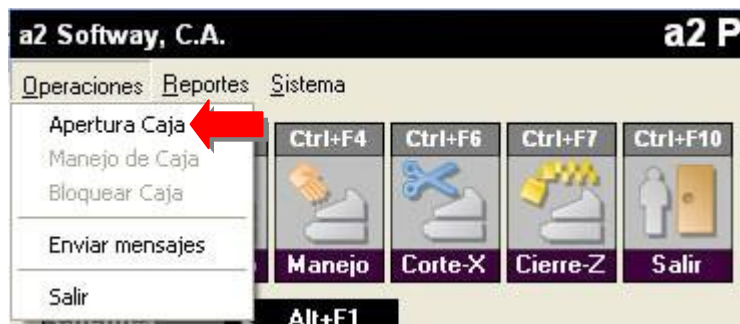 a2 Softway, C.A. a2 P
Operaciones Reportes Sistema
Apertura Caja
Manejo de Caja
Bloquear Caja
Enviar mensajes
Salir
Ctrl+F4 Ctrl+F6 Ctrl+F7 Ctrl+F10
Manejo Corte-X Cierre-Z Salir
Alt+F1